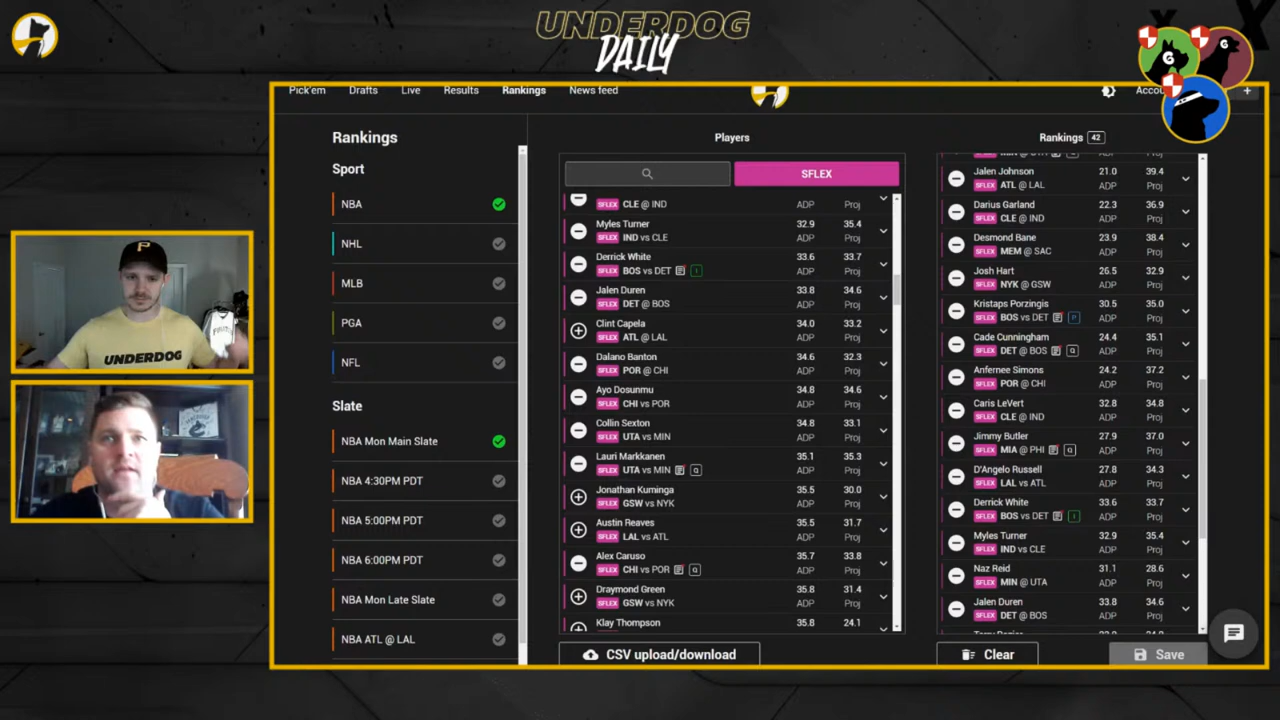 UNDERDOG
DAILY
Pick'em Drafts Live Results Rankings News feed
Rankings
Sport
NBA
NHL
MLB
PGA
NFL
Slate
NBA Mon Main Slate
NBA 4:30PM PDT
NBA 5:00PM PDT
NBA 6:00PM PDT
NBA Mon Late Slate
NBA ATL @ LAL
Players
SFLEX
SFLEX CLE @ IND ADP Proj
Myles Turner 32.9 35.4
SFLEX IND vs CLE ADP Proj
Derrick White 33.6 33.7
SFLEX BOS vs DET I ADP Proj
Jalen Duren 33.8 34.6
SFLEX DET @ BOS ADP Proj
Clint Capela 34.0 33.2
SFLEX ATL @ LAL ADP Proj
Dalano Banton 34.6 32.3
SFLEX POR @ CHI ADP Proj
Ayo Dosunmu 34.8 34.6
SFLEX CHI vs POR ADP Proj
Collin Sexton 34.8 33.1
SFLEX UTA vs MIN ADP Proj
Lauri Markkanen 35.1 35.3
SFLEX UTA vs MIN Q ADP Proj
Jonathan Kuminga 35.5 30.0
SFLEX GSW vs NYK ADP Proj
Austin Reaves 35.5 31.7
SFLEX LAL vs ATL ADP Proj
Alex Caruso 35.7 33.8
SFLEX CHI vs POR Q ADP Proj
Draymond Green 35.8 31.4
SFLEX GSW vs NYK ADP Proj
Klay Thompson 35.8 24.1
CSV upload/download
Rankings 42
ADP Proj
Jalen Johnson 21.0 39.4
SFLEX ATL @ LAL ADP Proj
Darius Garland 22.3 36.9
SFLEX CLE @ IND ADP Proj
Desmond Bane 23.9 38.4
SFLEX MEM @ SAC ADP Proj
Josh Hart 26.5 32.9
SFLEX NYK @ GSW ADP Proj
Kristaps Porzingis 30.5 35.0
SFLEX BOS vs DET P ADP Proj
Cade Cunningham 24.4 35.1
SFLEX DET @ BOS Q ADP Proj
Anfernee Simons 24.2 37.2
SFLEX POR @ CHI ADP Proj
Caris LeVert 32.8 34.8
SFLEX CLE @ IND ADP Proj
Jimmy Butler 27.9 37.0
SFLEX MIA @ PHI Q ADP Proj
D'Angelo Russell 27.8 34.3
SFLEX LAL vs ATL ADP Proj
Derrick White 33.6 33.7
SFLEX BOS vs DET I ADP Proj
Myles Turner 32.9 35.4
SFLEX IND vs CLE ADP Proj
Naz Reid 31.1 28.6
SFLEX MIN @ UTA ADP Proj
Jalen Duren 33.8 34.6
SFLEX DET @ BOS ADP Proj
Clear Save
P
UNDERDOG
G
G